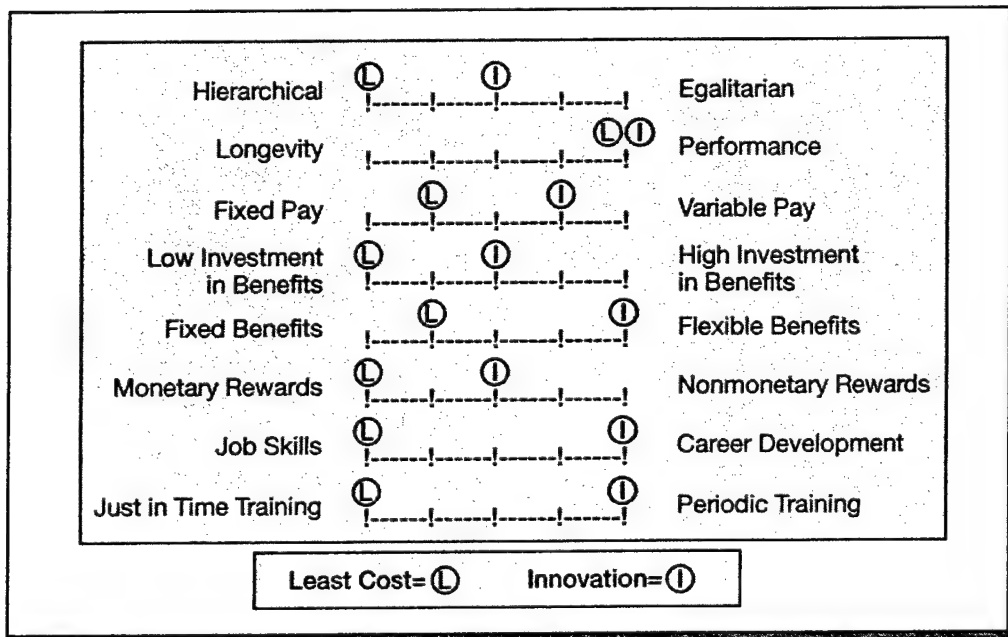 Ⓛ Ⓘ
Hierarchical !-----!-----!-----!-----! Egalitarian
Ⓛ Ⓘ
Longevity !-----!-----!-----!-----! Performance
Ⓛ Ⓘ
Fixed Pay !-----!-----!-----!-----! Variable Pay
Low Investment Ⓛ Ⓘ High Investment
in Benefits !-----!-----!-----!-----! in Benefits
Ⓛ Ⓘ
Fixed Benefits !-----!-----!-----!-----! Flexible Benefits
Ⓛ Ⓘ
Monetary Rewards !-----!-----!-----!-----! Nonmonetary Rewards
Ⓛ Ⓘ
Job Skills !-----!-----!-----!-----! Career Development
Ⓛ Ⓘ
Just in Time Training !-----!-----!-----!-----! Periodic Training
Least Cost=Ⓛ Innovation=Ⓘ